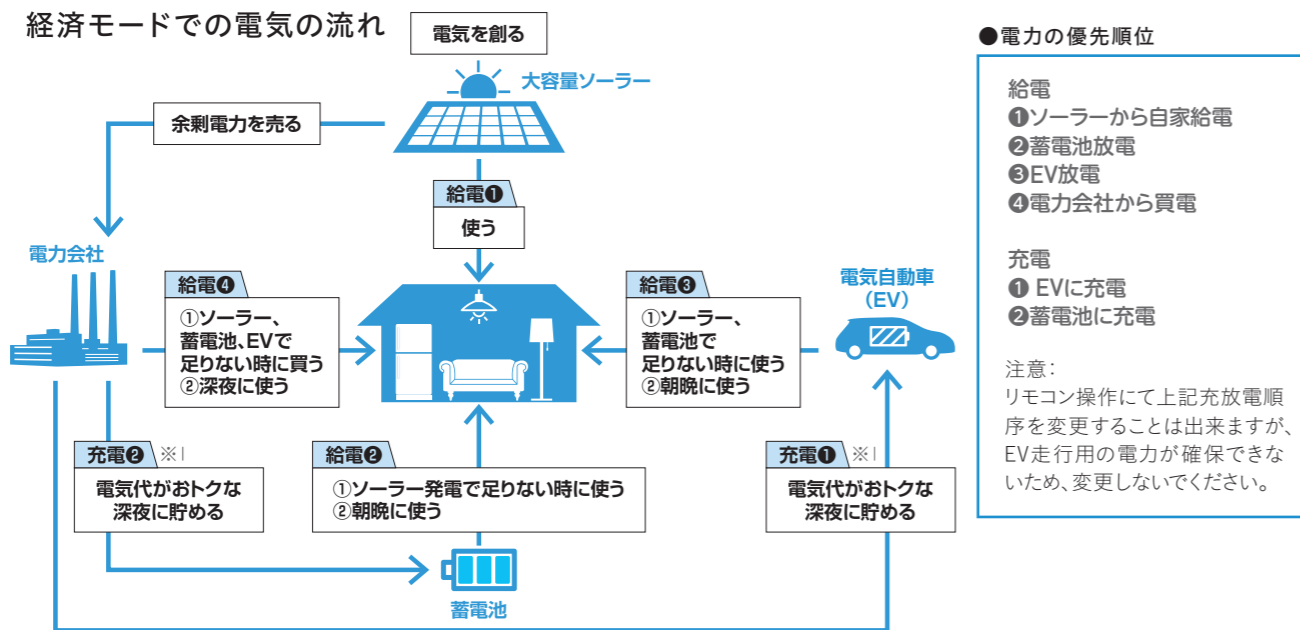 経済モードでの電気の流れ
電気を創る
大容量ソーラー
余剰電力を売る
給電❶
使う
電力会社
給電❹
①ソーラー、
蓄電池、EVで
足りない時に買う
②深夜に使う
給電❸
①ソーラー、
蓄電池で
足りない時に使う
②朝晩に使う
電気自動車
（EV）
充電❷ ※1
電気代がおトクな
深夜に貯める
給電❷
①ソーラー発電で足りない時に使う
②朝晩に使う
充電❶ ※1
電気代がおトクな
深夜に貯める
蓄電池
●電力の優先順位
給電
❶ソーラーから自家給電
❷蓄電池放電
❸EV放電
❹電力会社から買電
充電
❶ EVに充電
❷蓄電池に充電
注意：
リモコン操作にて上記充放電順
序を変更することは出来ますが、
EV走行用の電力が確保できな
いため、変更しないでください。